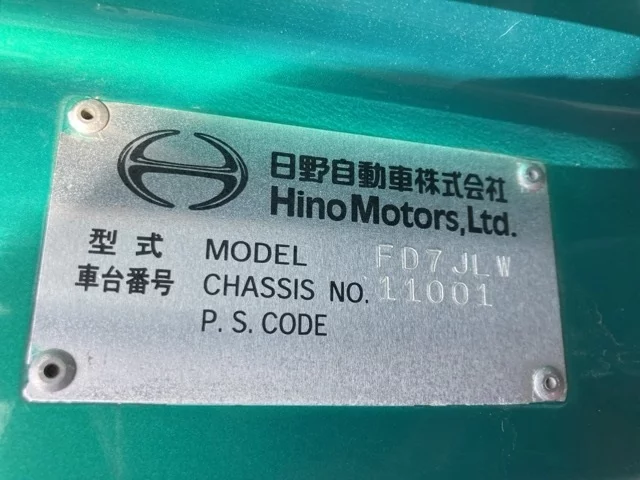 日野自動車株式会社
Hino Motors, Ltd.
型式 MODEL FD7JLW
車台番号 CHASSIS NO. 11001
P. S. CODE